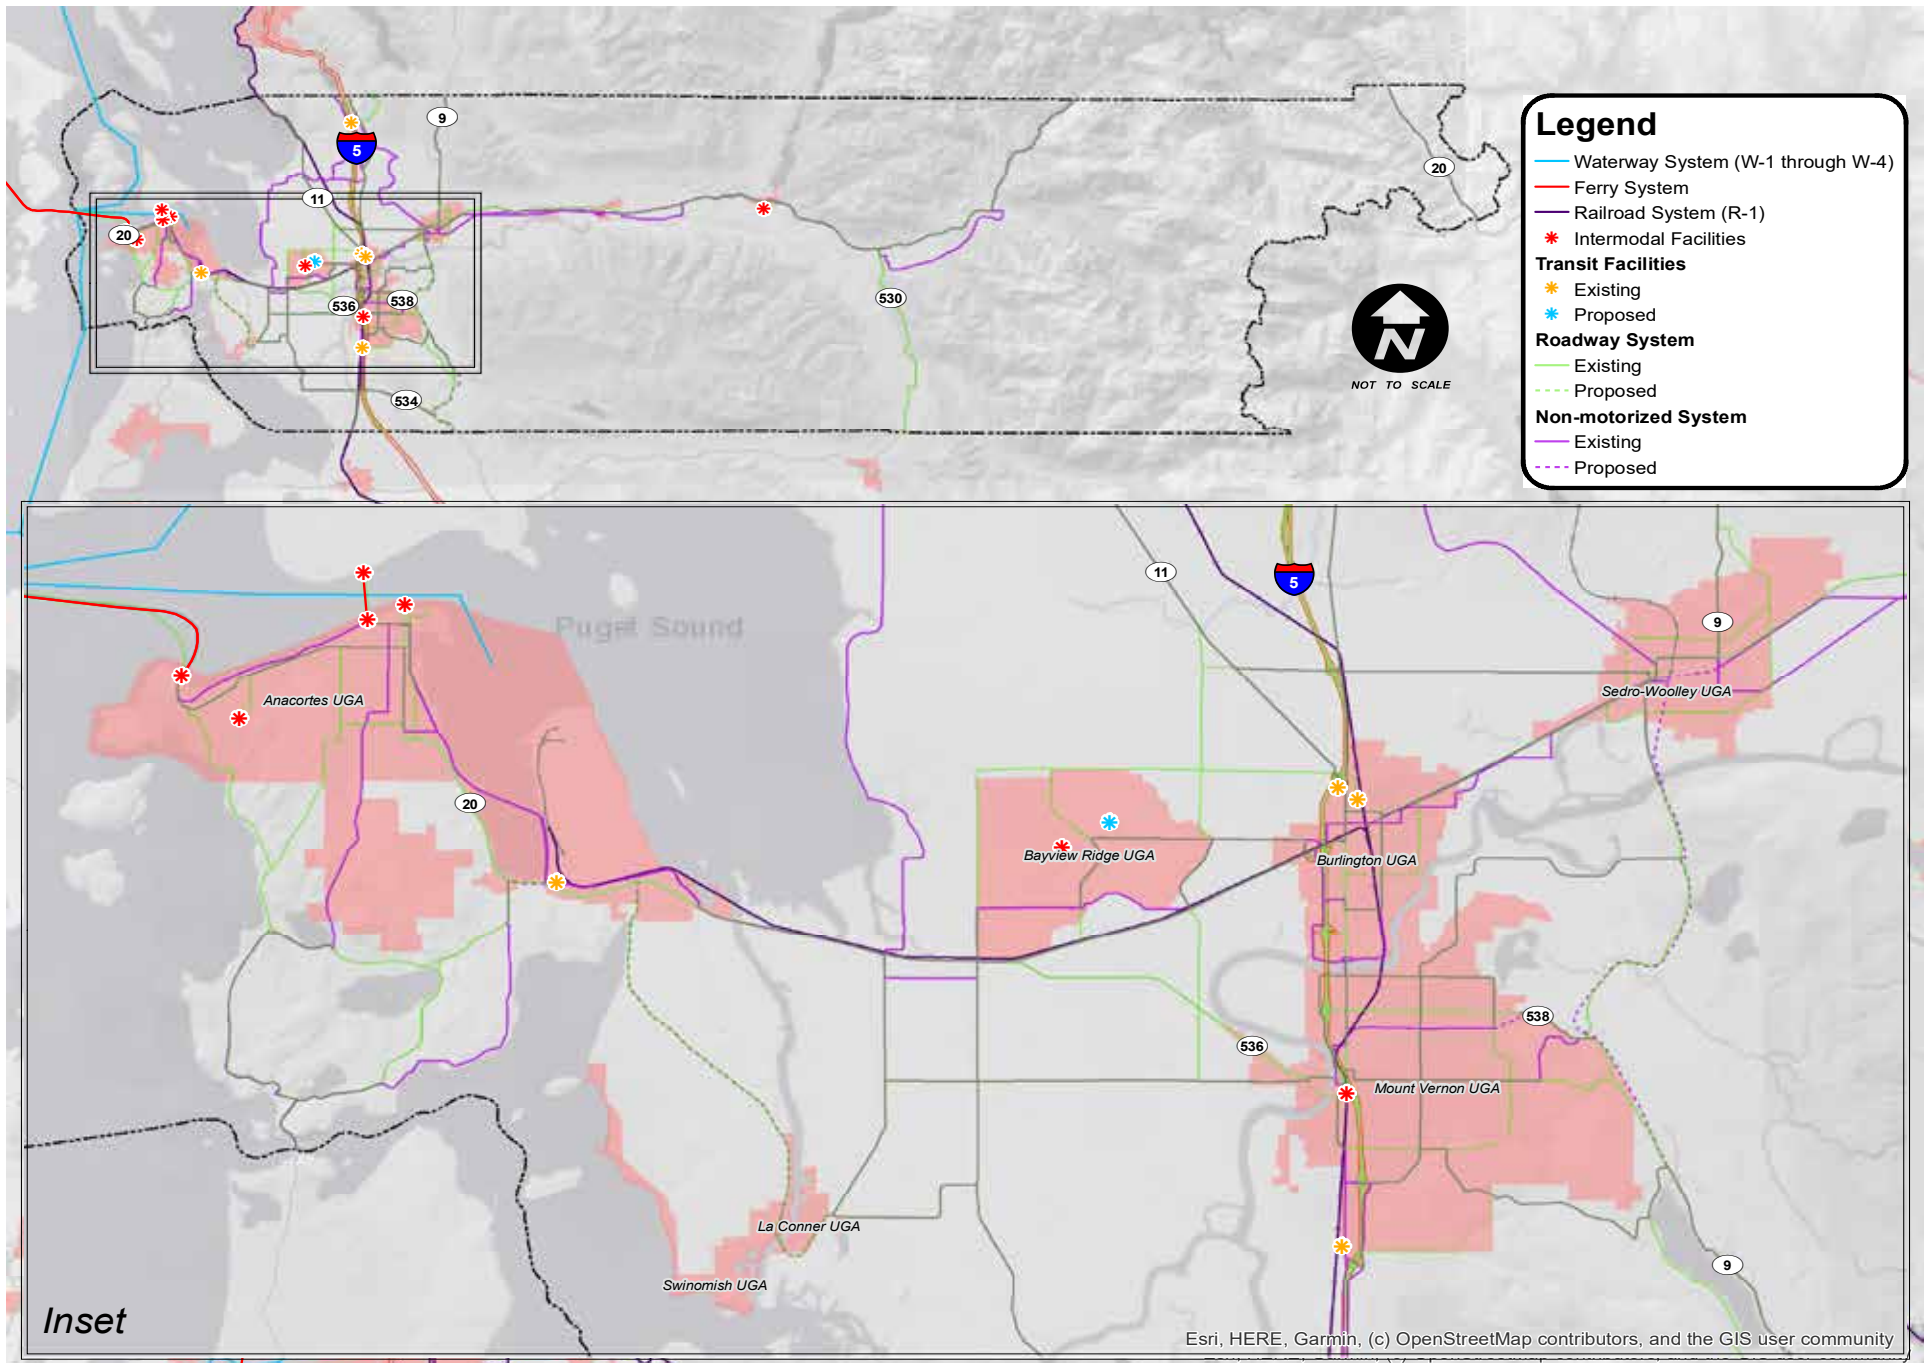 9
5
11
20
20
536
538
530
534
NOT TO SCALE
Legend
Waterway System (W-1 through W-4)
Ferry System
Railroad System (R-1)
Intermodal Facilities
Transit Facilities
Existing
Proposed
Roadway System
Existing
Proposed
Non-motorized System
Existing
Proposed
11
5
9
Puget Sound
Anacortes UGA
Sedro-Woolley UGA
20
Bayview Ridge UGA
Burlington UGA
538
536
Mount Vernon UGA
La Conner UGA
Swinomish UGA
9
Inset
Esri, HERE, Garmin, (c) OpenStreetMap contributors, and the GIS user community